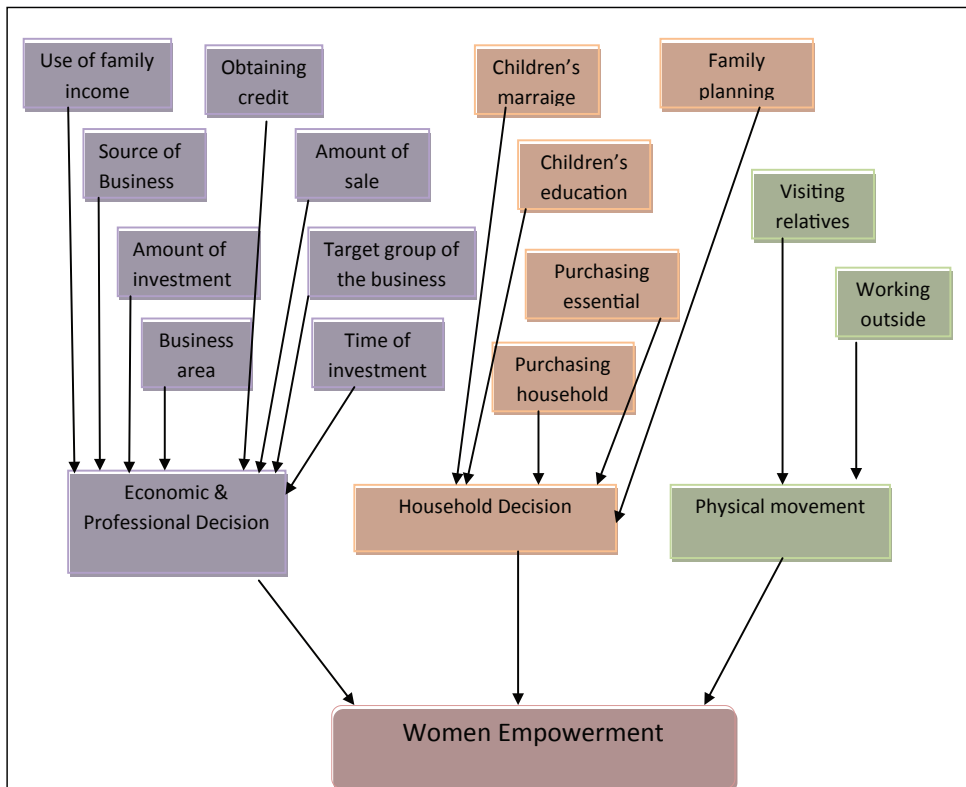 Use of family
income
Obtaining
credit
Children’s
marraige
Family
planning
Source of
Business
Amount of
sale
Children’s
education
Visiting
relatives
Amount of
investment
Target group of
the business
Purchasing
essential
Working
outside
Business
area
Time of
investment
Purchasing
household
Economic &
Professional Decision
Household Decision
Physical movement
Women Empowerment